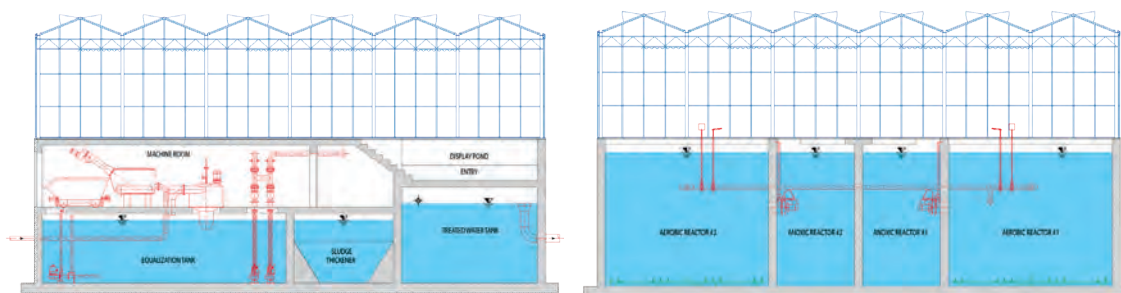 MACHINE ROOM
DISPLAY POND
ENTRY
EQUALIZATION TANK
SLUDGE
THICKENER
TREATED WATER TANK
AEROBIC REACTOR #2
ANOXIC REACTOR #2
ANOXIC REACTOR #1
AEROBIC REACTOR #1